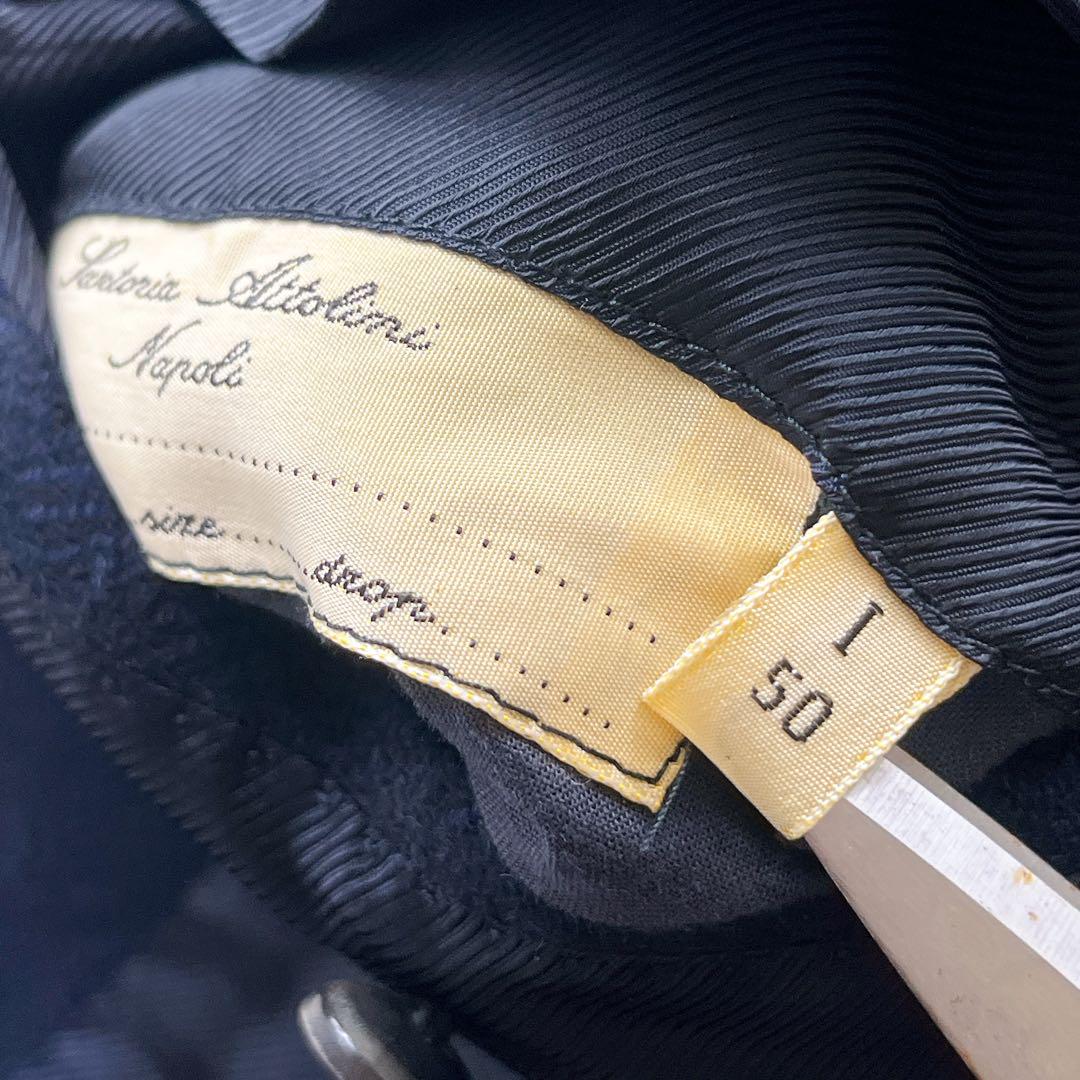 Sartoria Attolini
Napoli
size drop
I
50